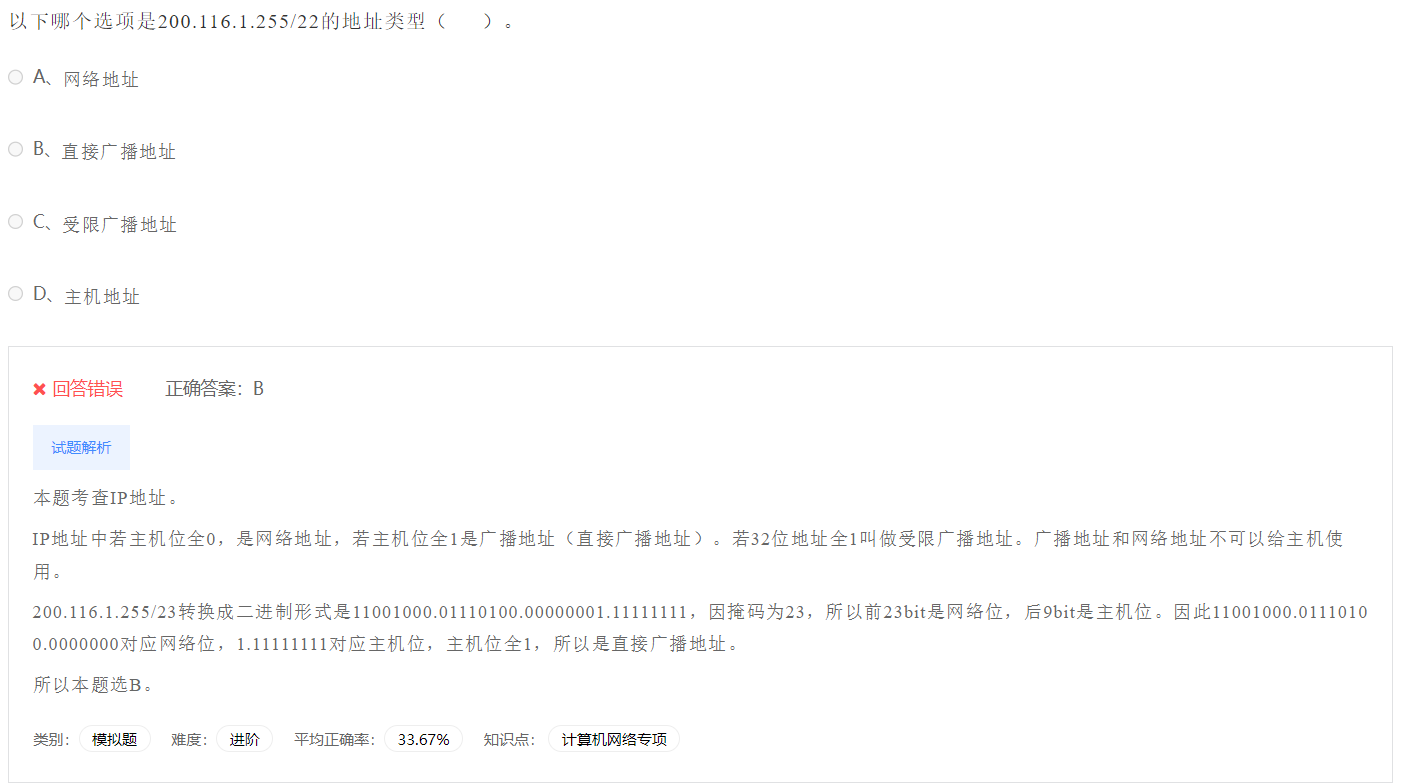 以下哪个选项是200.116.1.255/22的地址类型（ ）。
A、网络地址
B、直接广播地址
C、受限广播地址
D、主机地址
✖ 回答错误 正确答案：B
试题解析
本题考查IP地址。
IP地址中若主机位全0，是网络地址，若主机位全1是广播地址（直接广播地址）。若32位地址全1叫做受限广播地址。广播地址和网络地址不可以给主机使
用。
200.116.1.255/23转换成二进制形式是11001000.01110100.00000001.11111111，因掩码为23，所以前23bit是网络位，后9bit是主机位。因此11001000.0111010
0.0000000对应网络位，1.11111111对应主机位，主机位全1，所以是直接广播地址。
所以本题选B。
类别： 模拟题 难度： 进阶 平均正确率： 33.67% 知识点： 计算机网络专项